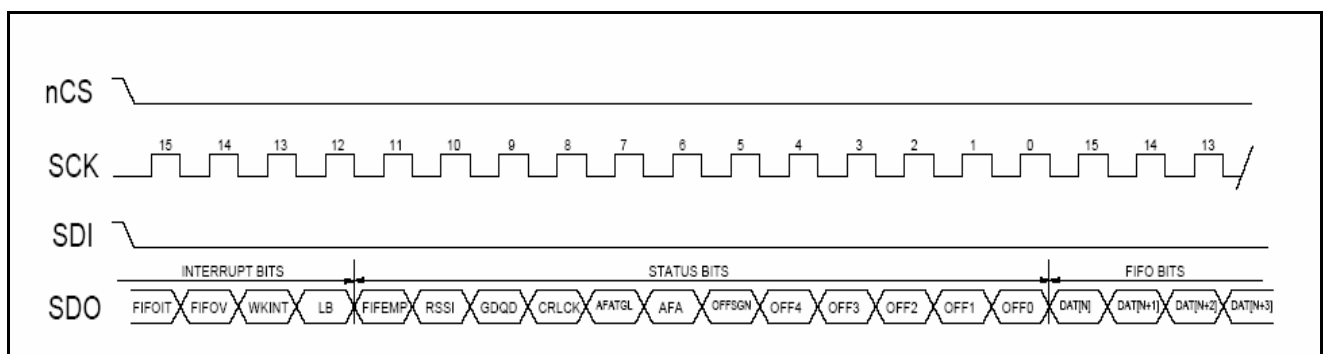 nCS
15 14 13 12 11 10 9 8 7 6 5 4 3 2 1 0 15 14 13
SCK
SDI
INTERRUPT BITS STATUS BITS FIFO BITS
SDO FIFOIT FIFOV WKINT LB FIFEMP RSSI GDQD CRLCK AFATGL AFA OFFSGN OFF4 OFF3 OFF2 OFF1 OFF0 DAT[N] DAT[N+1] DAT[N+2] DAT[N+3]